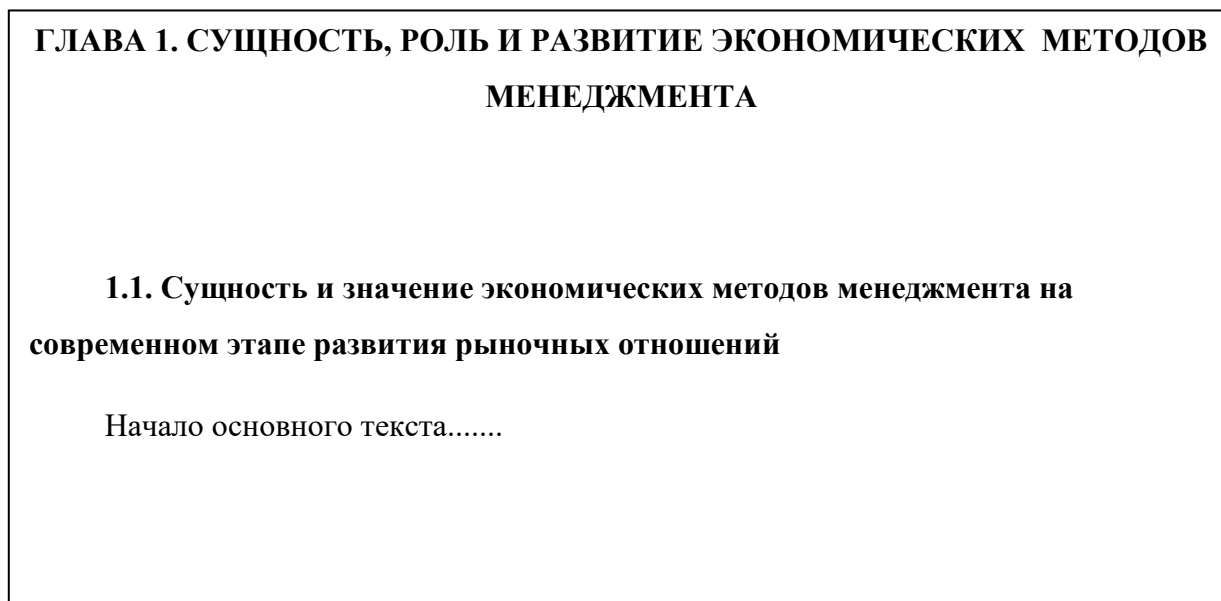 ГЛАВА 1. СУЩНОСТЬ, РОЛЬ И РАЗВИТИЕ ЭКОНОМИЧЕСКИХ  МЕТОДОВ
МЕНЕДЖМЕНТА
1.1. Сущность и значение экономических методов менеджмента на
современном этапе развития рыночных отношений
Начало основного текста.......